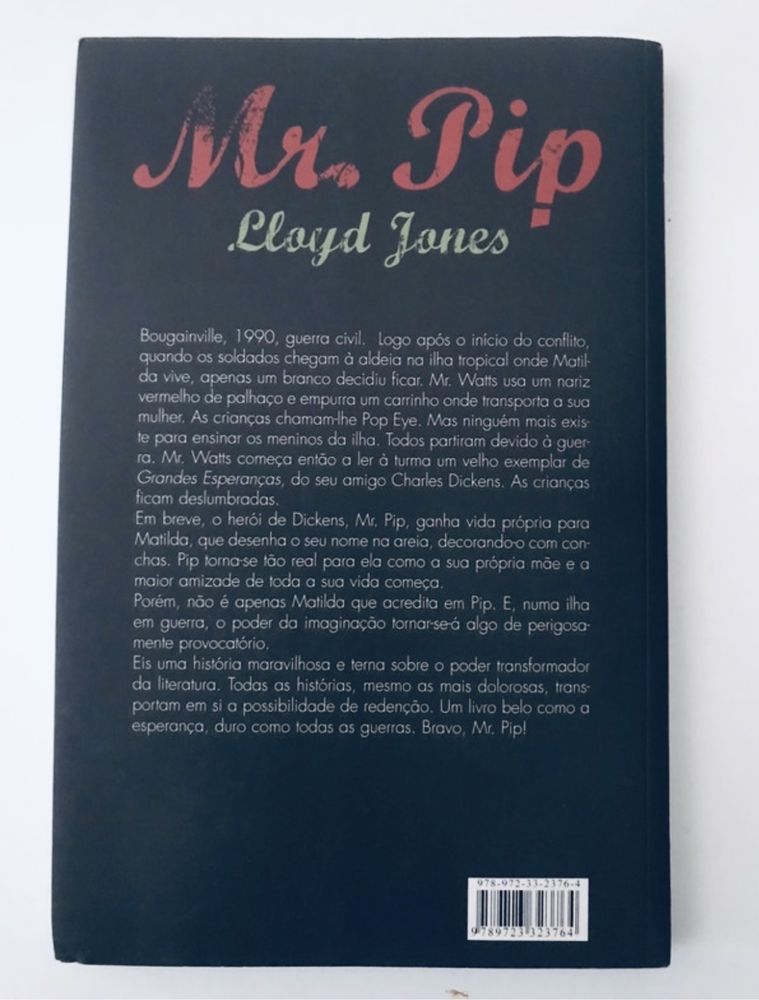 Mr. Pip
Lloyd Jones
Bougainville, 1990, guerra civil. Logo após o início do conflito,
quando os soldados chegam à aldeia na ilha tropical onde Matil-
da vive, apenas um branco decidiu ficar. Mr. Watts usa um nariz
vermelho de palhaço e empurra um carrinho onde transporta a sua
mulher. As crianças chamam-lhe Pop Eye. Mas ninguém mais exis-
te para ensinar os meninos da ilha. Todos partiram devido à guer-
ra. Mr. Watts começa então a ler à turma um velho exemplar de
Grandes Esperanças, do seu amigo Charles Dickens. As crianças
ficam deslumbradas.
Em breve, o herói de Dickens, Mr. Pip, ganha vida própria para
Matilda, que desenha o seu nome na areia, decorando-o com con-
chas. Pip torna-se tão real para ela como a sua própria mãe e a
maior amizade de toda a sua vida começa.
Porém, não é apenas Matilda que acredita em Pip. E, numa ilha
em guerra, o poder da imaginação tornar-se-á algo de perigosa-
mente provocatório.
Eis uma história maravilhosa e terna sobre o poder transformador
da literatura. Todas as histórias, mesmo as mais dolorosas, trans-
portam em si a possibilidade de redenção. Um livro belo como a
esperança, duro como todas as guerras. Bravo, Mr. Pip!
978-972-33-2376-4
9789723323764